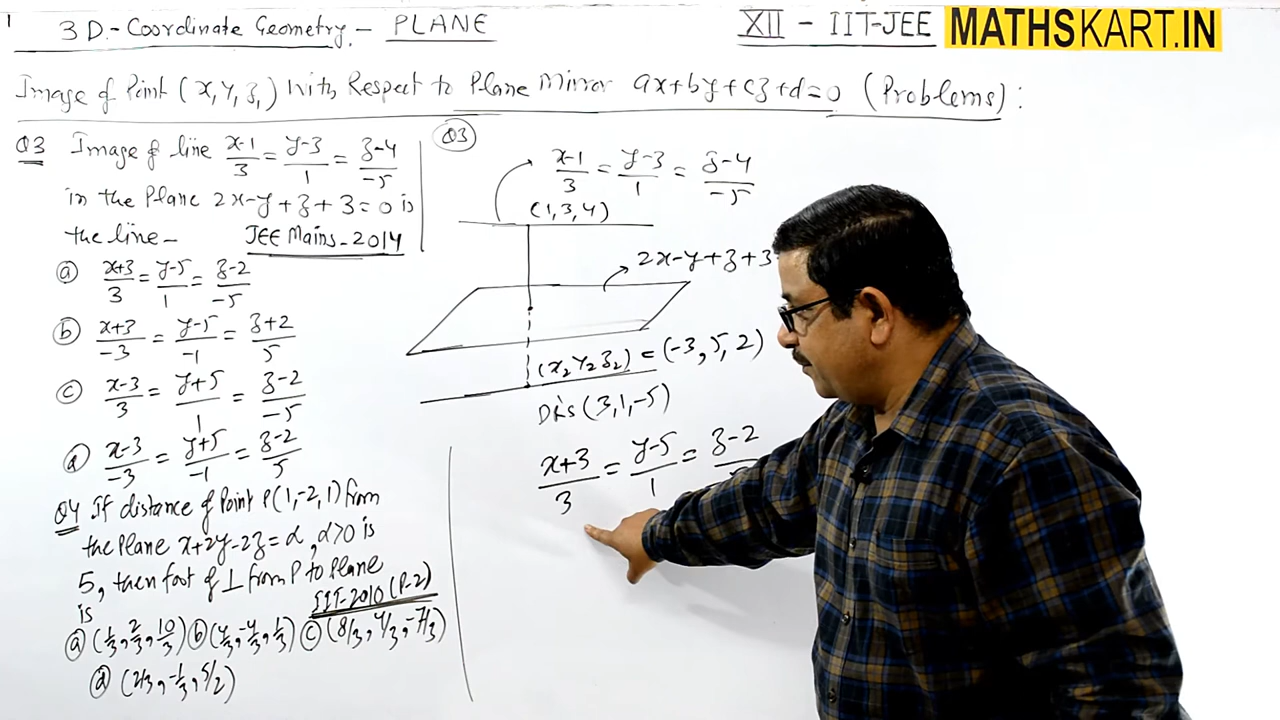 1
3D.-Coordinate Geometry.- PLANE
XII - IIT-JEE MATHSKART.IN
Image of Point (x,y,z,) With Respect to Plane Mirror ax+by+cz+d=0 (Problems):
Q3 Image of line x-1/3 = y-3/1 = z-4/-5
in the Plane 2x-y+z+3=0 is
the line- JEE Mains-2014
a x+3/3 = y-5/1 = z-2/-5
b x+3/-3 = y-5/-1 = z+2/5
c x-3/3 = y+5/1 = z-2/-5
d x-3/-3 = y+5/-1 = z-2/5
Q4 If distance of Point P(1,-2,1) from
the Plane x+2y-2z=α, α>0 is
5, then foot of ⊥ from P to Plane
is IIT-2010 (P-2)
a (1/3, 2/3, 10/3) b (4/3, -4/3, 1/3) c (8/3, 4/3, -7/3)
d (2/3, -1/3, 5/2)
Q3
x-1/3 = y-3/1 = z-4/-5
(1,3,4)
2x-y+z+3
(x2 y2 z2) = (-3,5,2)
DR's (3,1,-5)
x+3/3 = y-5/1 = z-2